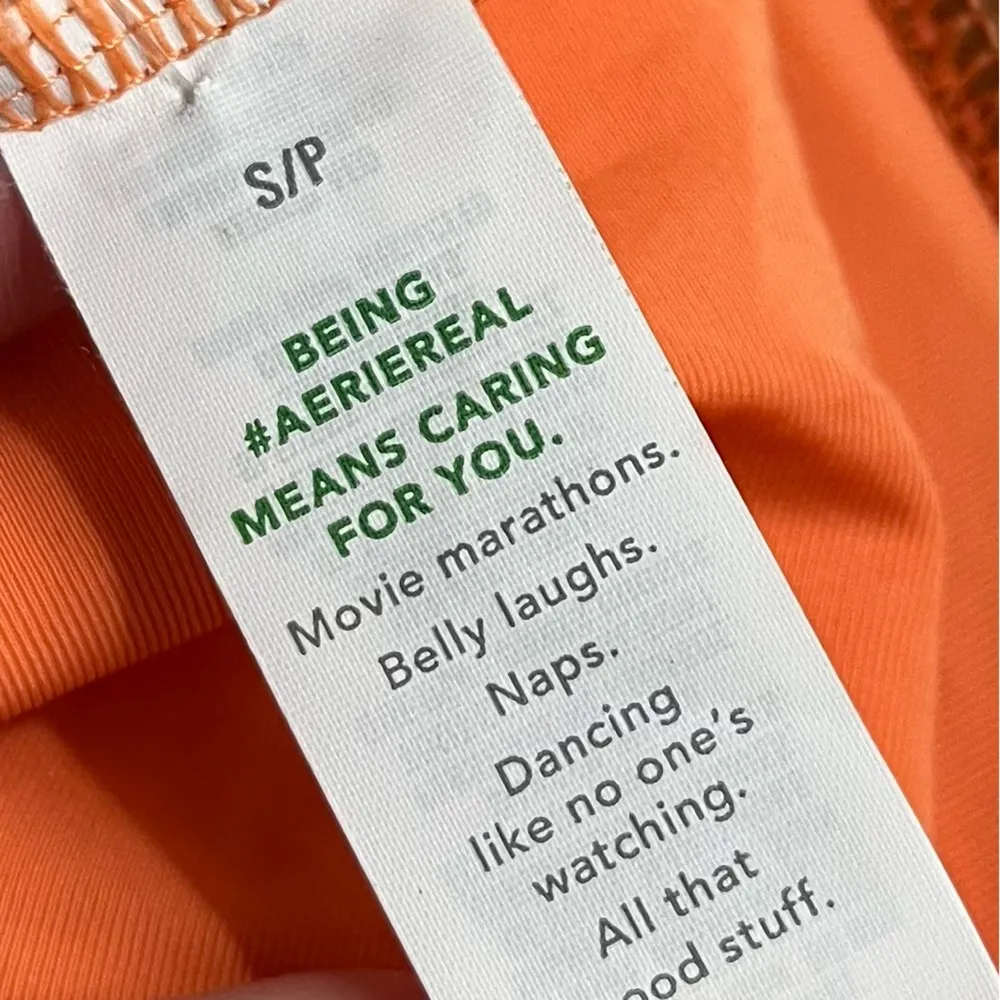 S/P
BEING
#AERIEREAL
MEANS CARING
FOR YOU.
Movie marathons.
Belly laughs.
Naps.
Dancing
like no one's
watching.
All that
ood stuff.